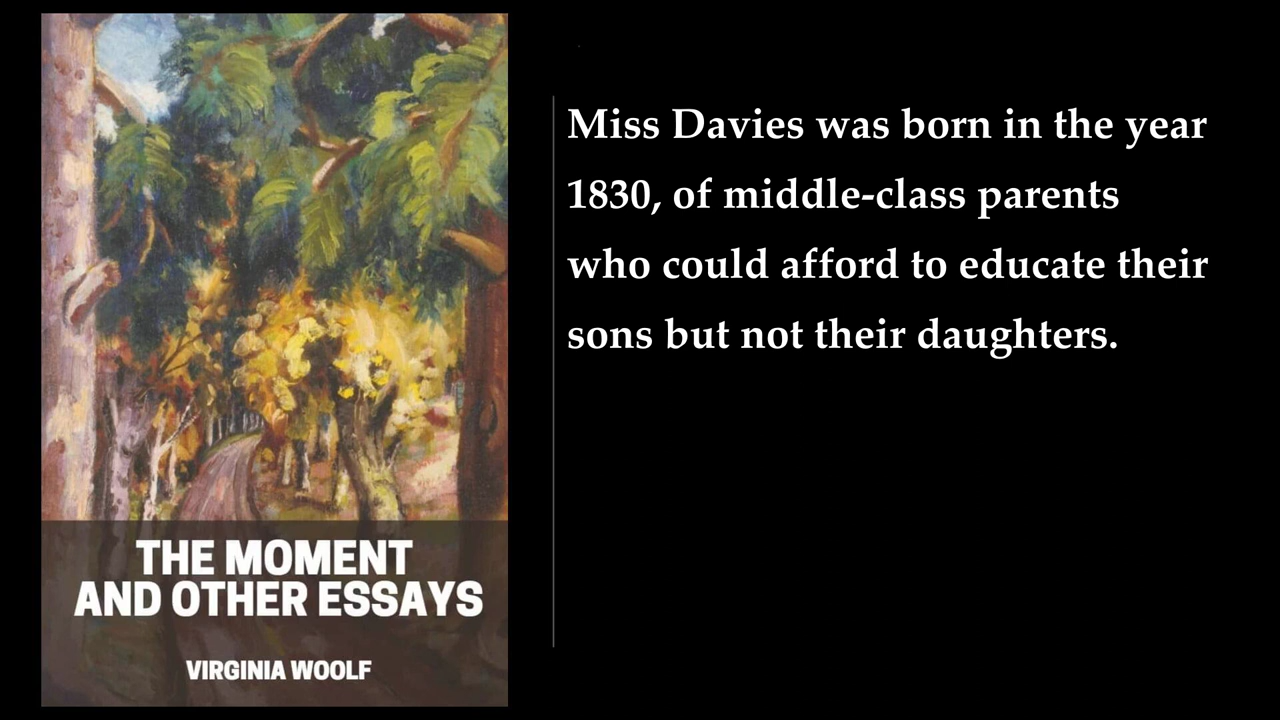 THE MOMENT
AND OTHER ESSAYS
VIRGINIA WOOLF
Miss Davies was born in the year
1830, of middle-class parents
who could afford to educate their
sons but not their daughters.